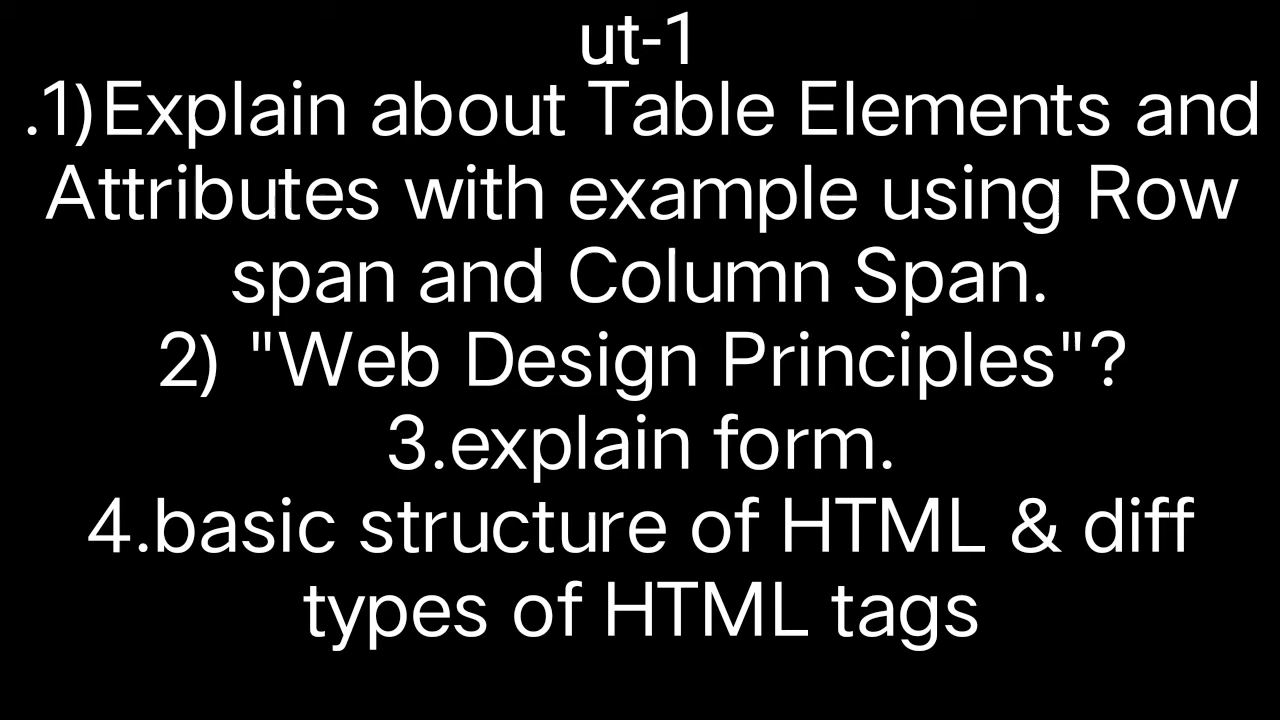 ut-1
.1)Explain about Table Elements and
Attributes with example using Row
span and Column Span.
2) "Web Design Principles"?
3.explain form.
4.basic structure of HTML & diff
types of HTML tags